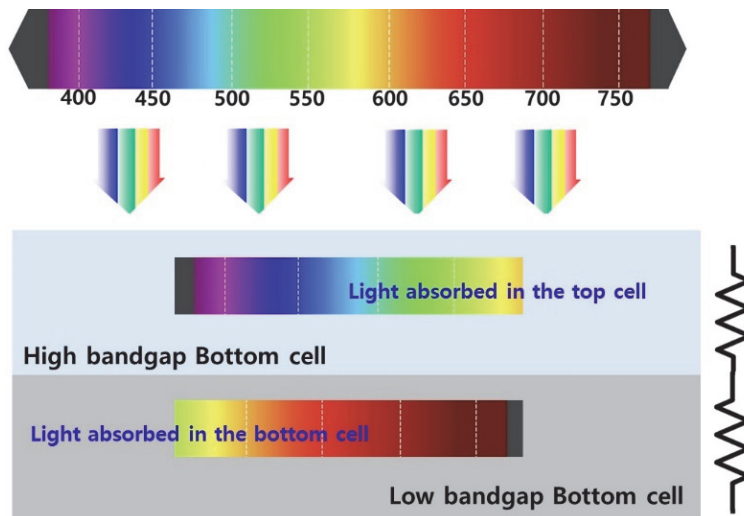 400 450 500 550 600 650 700 750
Light absorbed in the top cell
High bandgap Bottom cell
Light absorbed in the bottom cell
Low bandgap Bottom cell